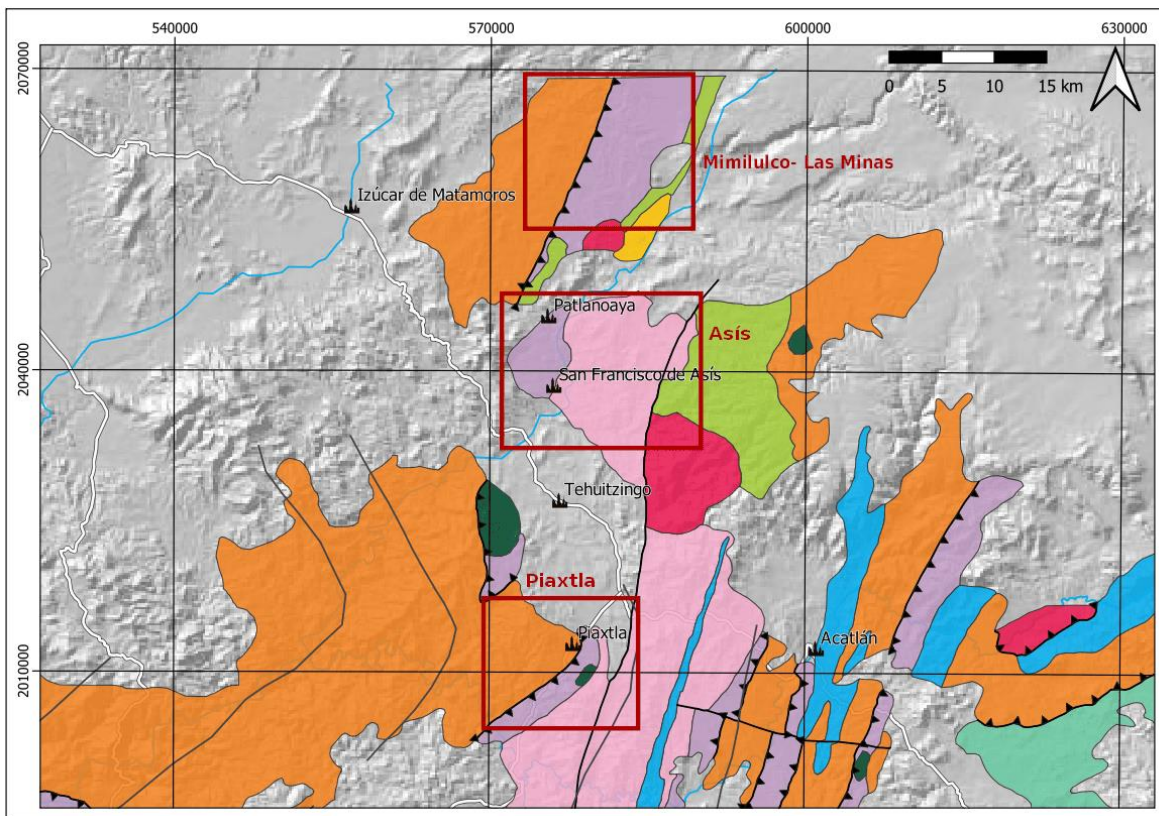 540000
570000
600000
630000
2070000
0 5 10 15 km
Mimilulco- Las Minas
Izúcar de Matamoros
Patlanoaya
Asís
2040000
San Francisco de Asís
Tehuitzingo
Piaxtla
Piaxtla
Acatlán
2010000